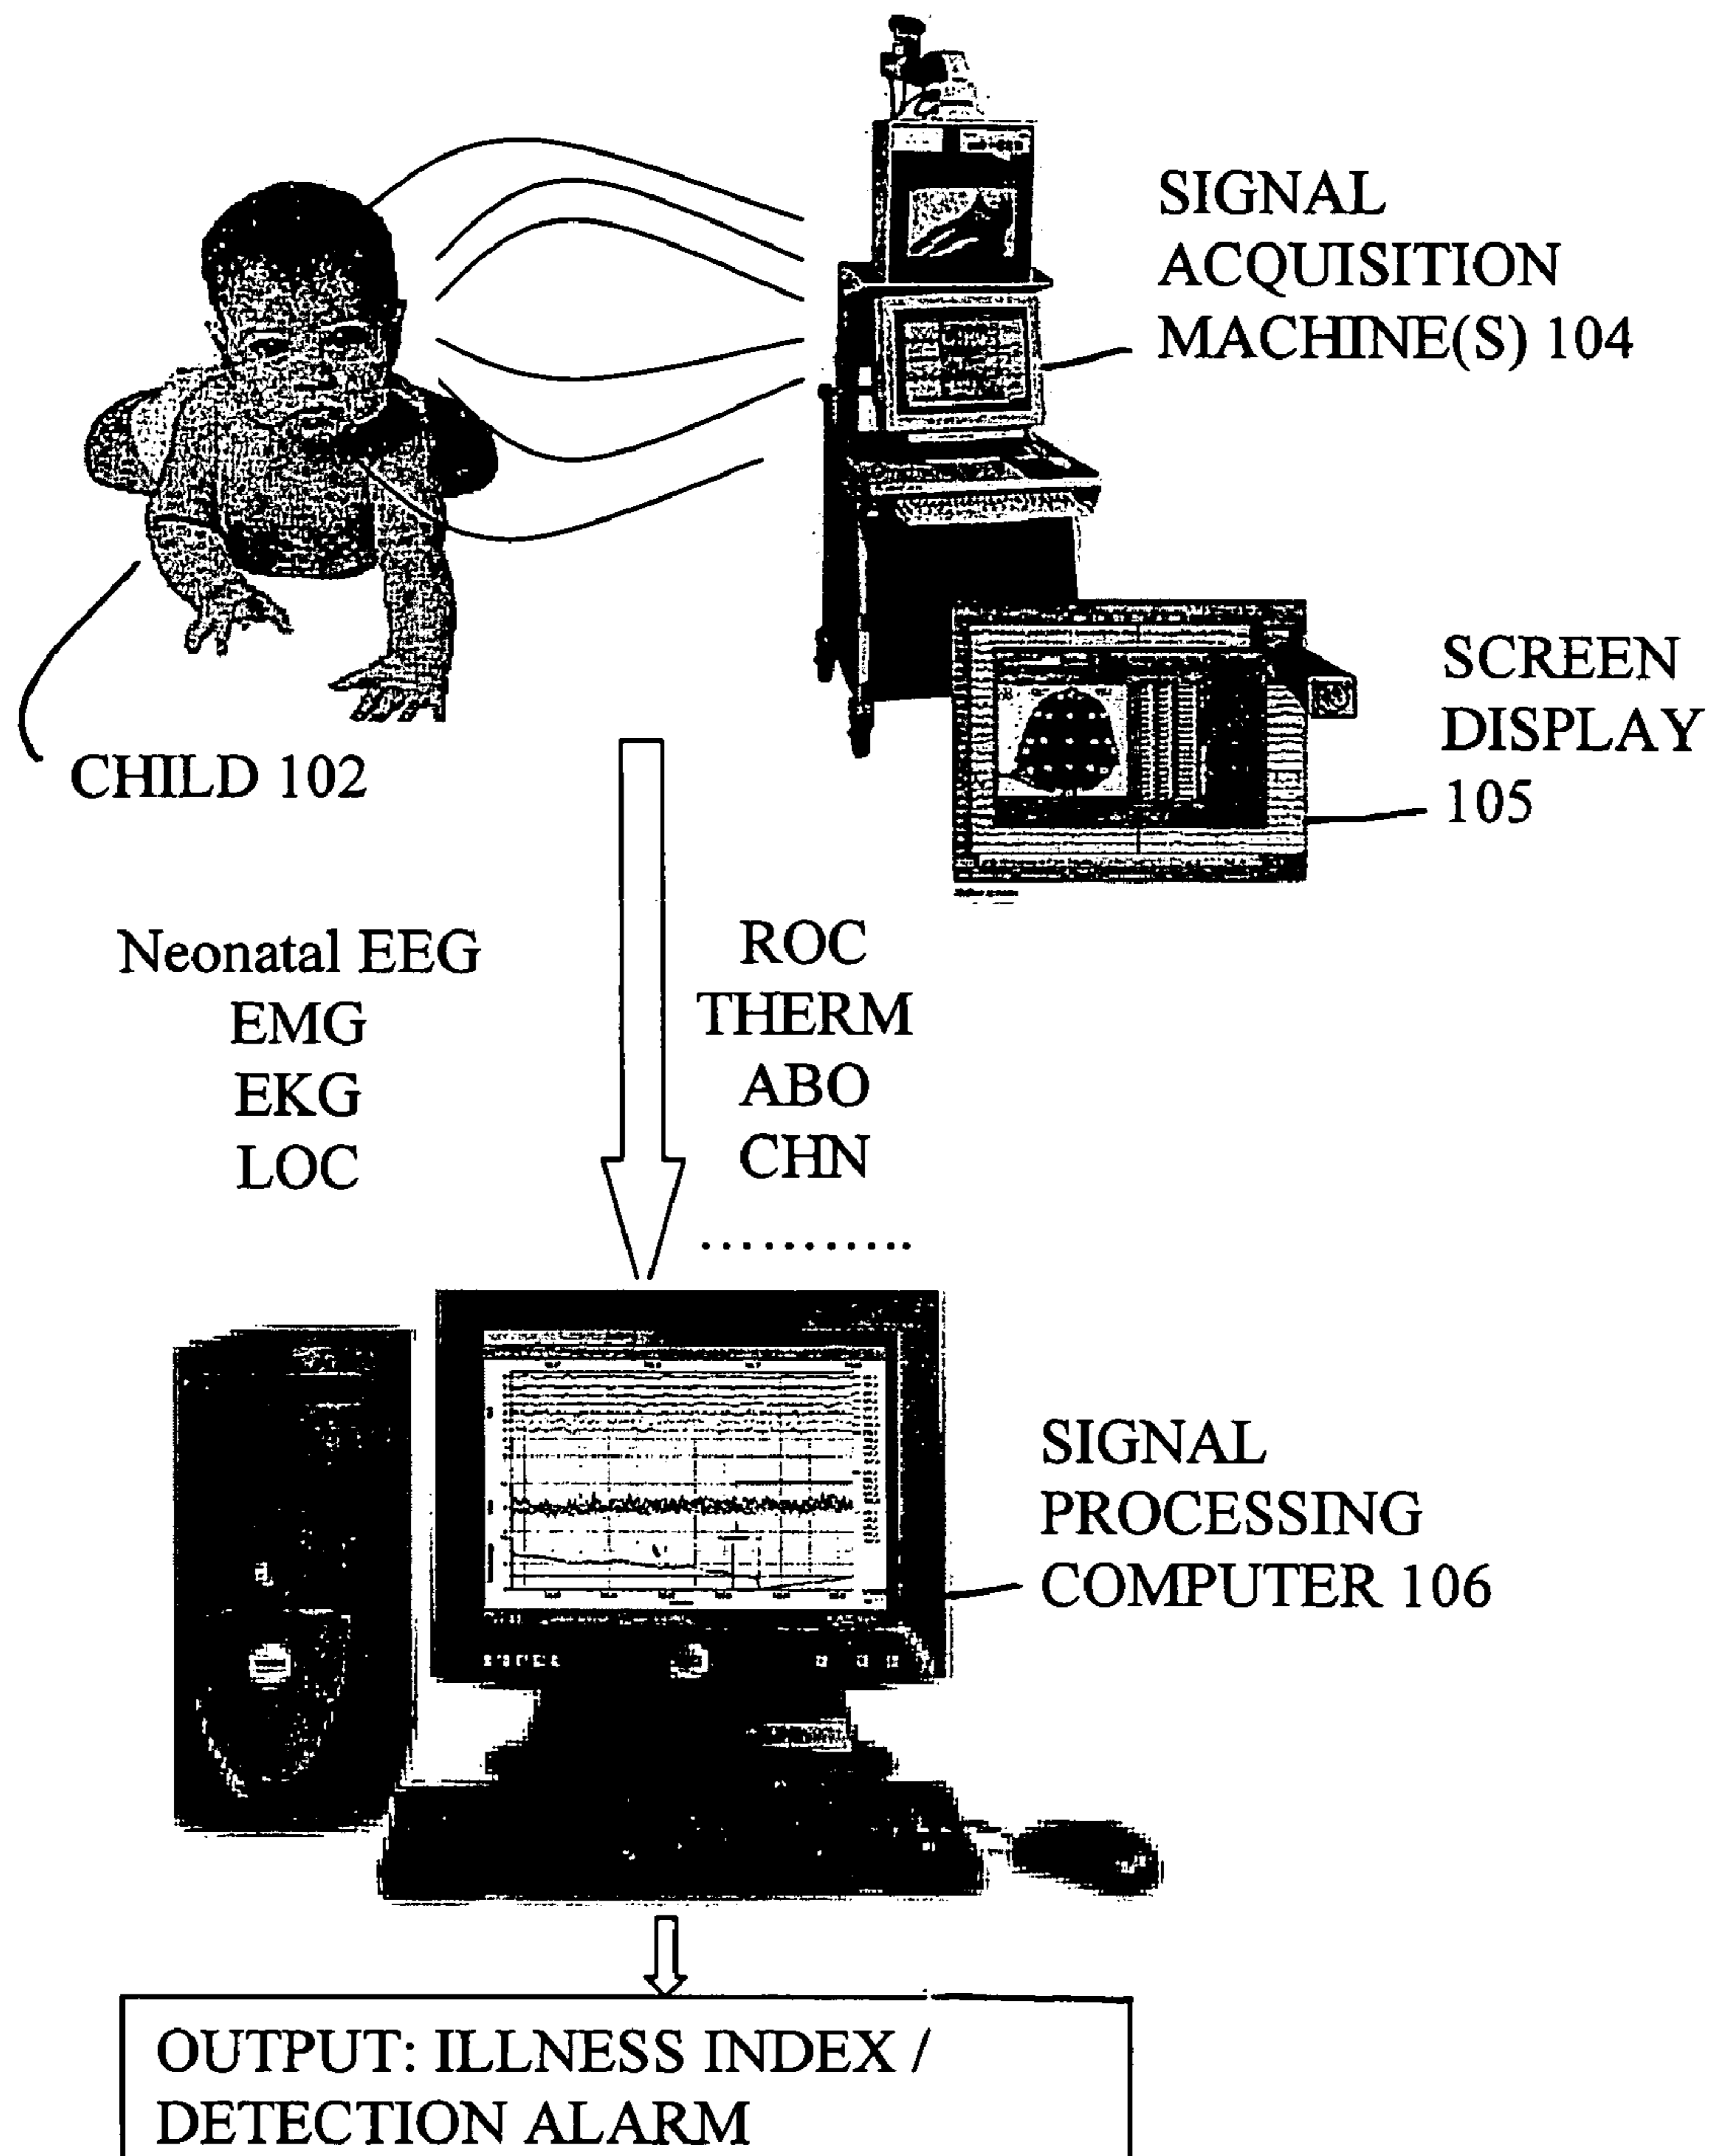 SIGNAL
ACQUISITION
MACHINE(S) 104
SCREEN
DISPLAY
105
CHILD 102
Neonatal EEG
EMG
EKG
LOC
ROC
THERM
ABO
CHN
...........
SIGNAL
PROCESSING
COMPUTER 106
OUTPUT: ILLNESS INDEX /
DETECTION ALARM